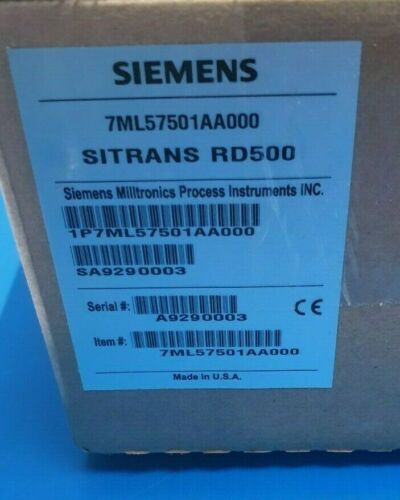 SIEMENS
7ML57501AA000
SITRANS RD500
Siemens Milltronics Process Instruments INC.
1P7ML57501AA000
SA9290003
Serial #:
A9290003
CE
Item #:
7ML57501AA000
Made in U.S.A.